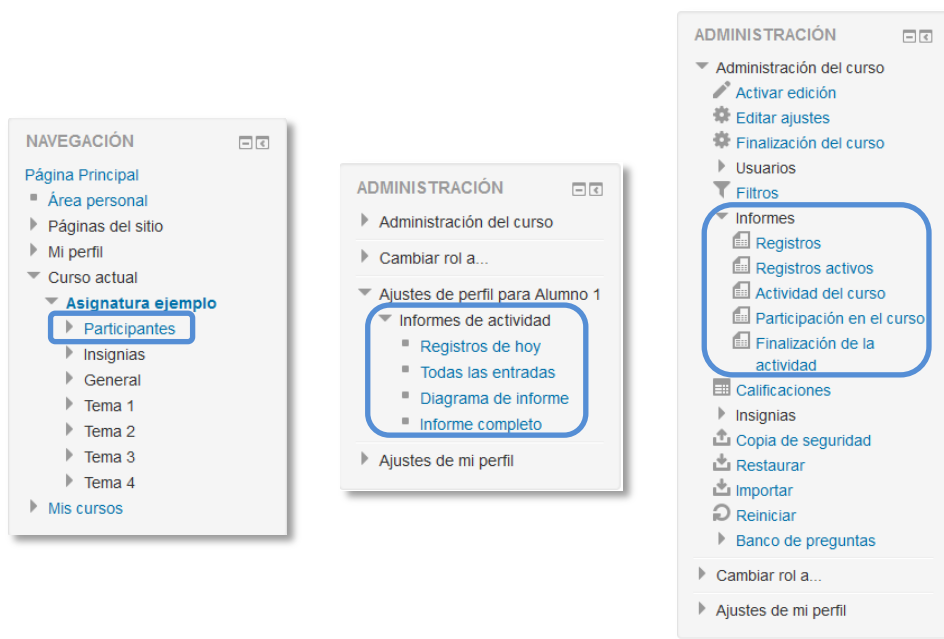 NAVEGACIÓN
Página Principal
Área personal
Páginas del sitio
Mi perfil
Curso actual
Asignatura ejemplo
Participantes
Insignias
General
Tema 1
Tema 2
Tema 3
Tema 4
Mis cursos
ADMINISTRACIÓN
Administración del curso
Cambiar rol a...
Ajustes de perfil para Alumno 1
Informes de actividad
Registros de hoy
Todas las entradas
Diagrama de informe
Informe completo
Ajustes de mi perfil
ADMINISTRACIÓN
Administración del curso
Activar edición
Editar ajustes
Finalización del curso
Usuarios
Filtros
Informes
Registros
Registros activos
Actividad del curso
Participación en el curso
Finalización de la
actividad
Calificaciones
Insignias
Copia de seguridad
Restaurar
Importar
Reiniciar
Banco de preguntas
Cambiar rol a...
Ajustes de mi perfil